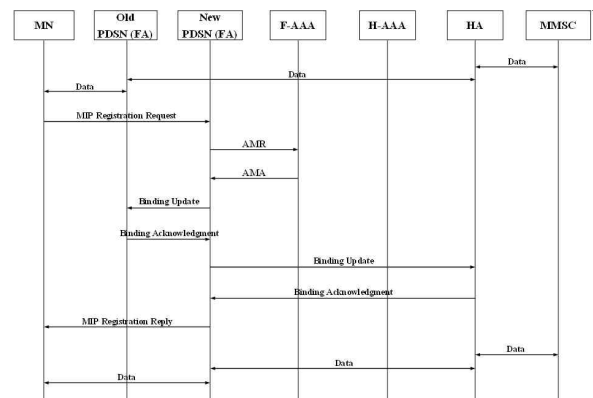 MN
Old
PDSN (FA)
New
PDSN (FA)
F-AAA
H-AAA
HA
MMSC
Data
Data
Data
MIP Registration Request
AMR
AMA
Binding Update
Binding Acknowledgment
Binding Update
Binding Acknowledgment
MIP Registration Reply
Data
Data
Data